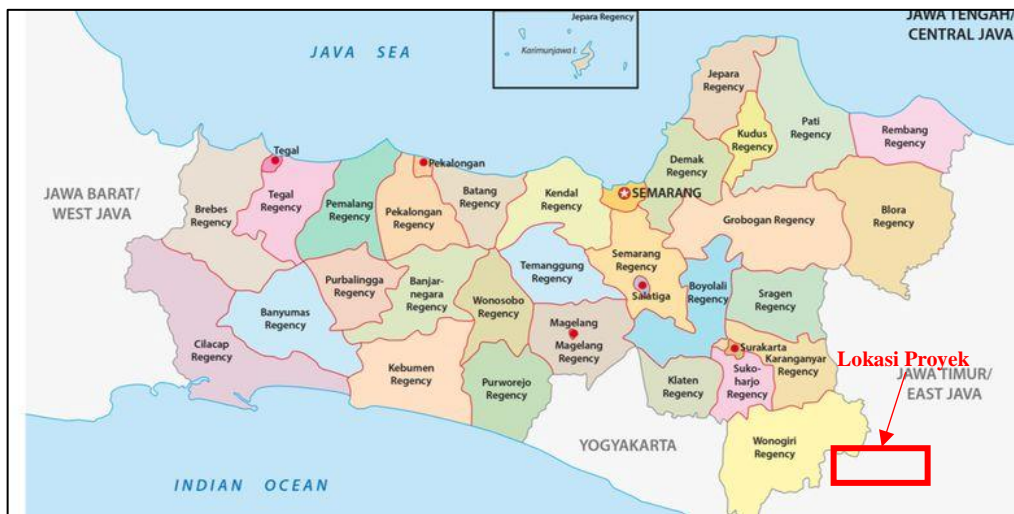 Jepara Regency
Karimunjawa I.
JAWA TENGAH/
CENTRAL JAVA
JAVA SEA
Jepara
Regency
Kudus
Regency
Pati
Regency
Rembang
Regency
Demak
Regency
Tegal
Pekalongan
SEMARANG
JAWA BARAT/
WEST JAVA
Brebes
Regency
Tegal
Regency
Pemalang
Regency
Pekalongan
Regency
Batang
Regency
Kendal
Regency
Grobogan Regency
Blora
Regency
Semarang
Regency
Temanggung
Regency
Purbalingga
Regency
Banjar-
negara
Regency
Wonosobo
Regency
Salatiga
Boyolali
Regency
Sragen
Regency
Banyumas
Regency
Cilacap
Regency
Magelang
Magelang
Regency
Surakarta
Karanganyar
Regency
Lokasi Proyek
Kebumen
Regency
Purworejo
Regency
Klaten
Regency
Suko-
harjo
Regency
JAWA TIMUR/
EAST JAVA
YOGYAKARTA
Wonogiri
Regency
INDIAN OCEAN